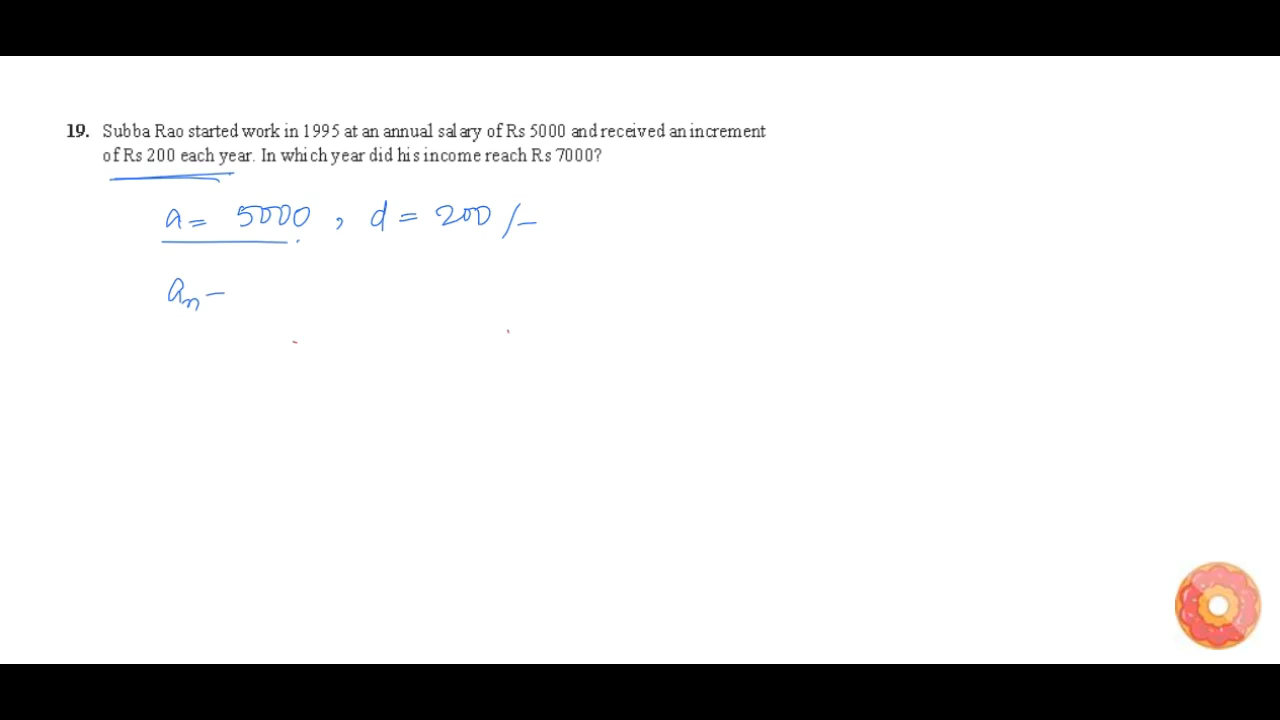 19. Subba Rao started work in 1995 at an annual salary of Rs 5000 and received an increment
of Rs 200 each year. In which year did his income reach Rs 7000?
a = 5000 , d = 200 /-
aₙ =